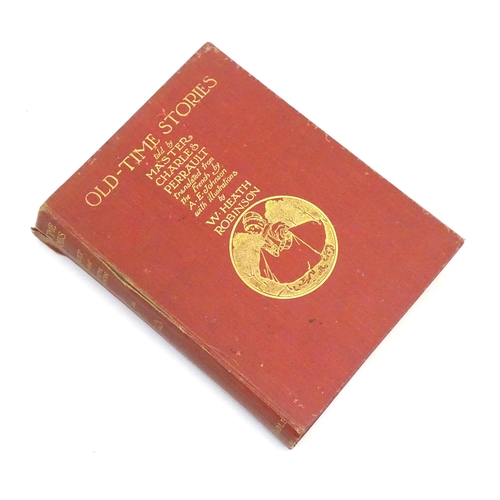 OLD-TIME STORIES
told by
MASTER
CHARLES
PERRAULT
translated from
The French by
A·E·Johnson
with illustrations
by
W·HEATH
ROBINSON